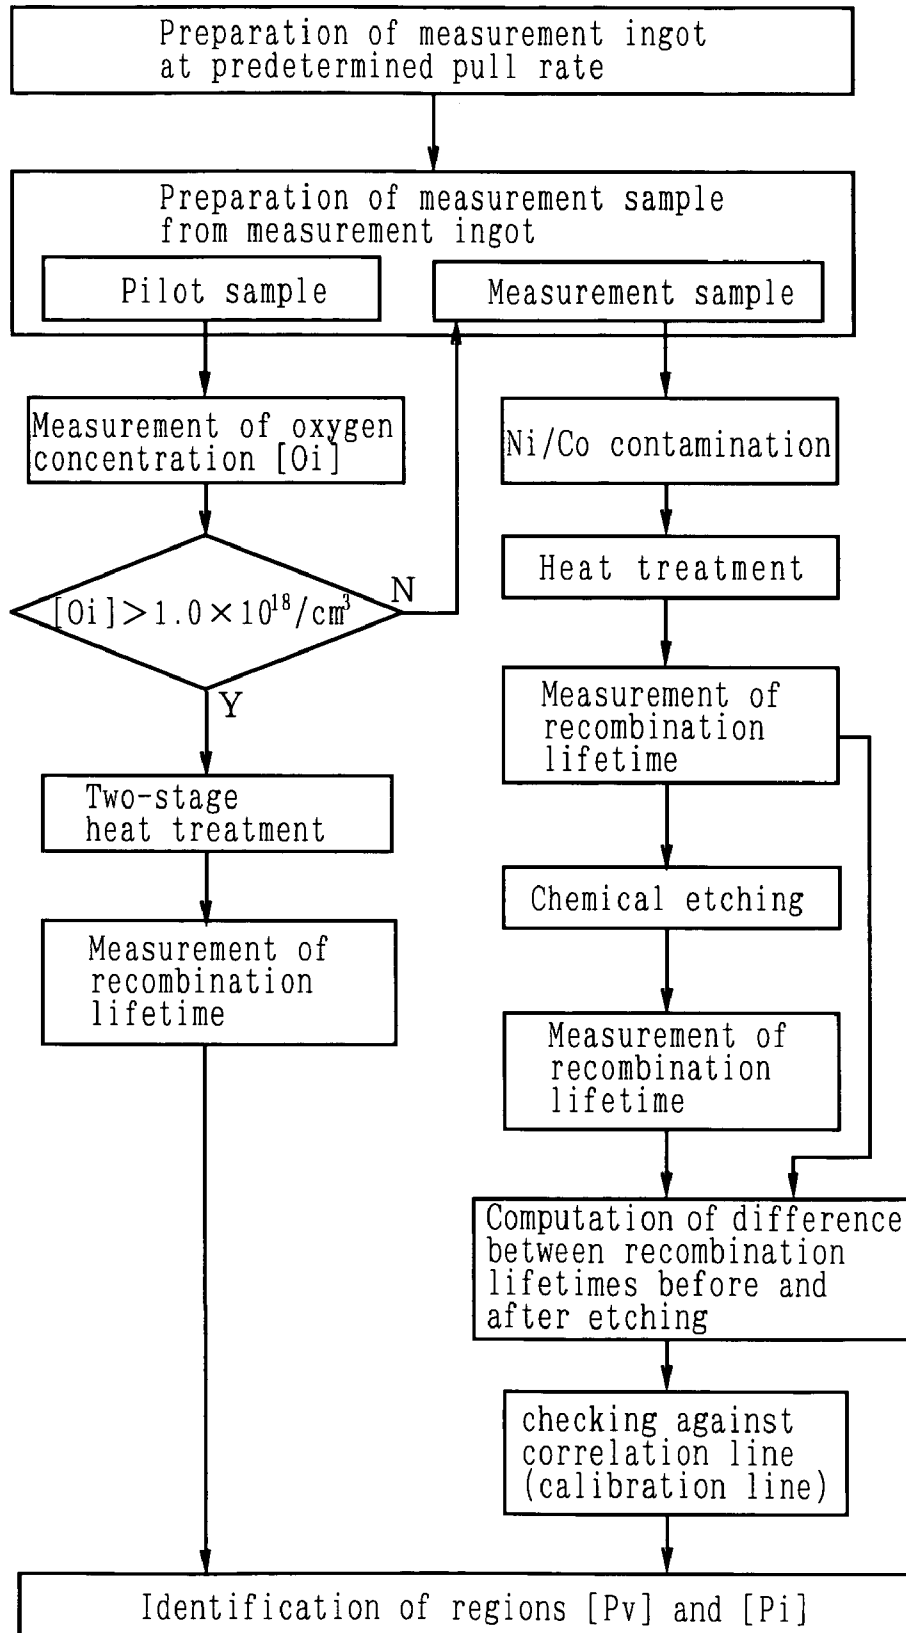 Preparation of measurement ingot
at predetermined pull rate
Preparation of measurement sample
from measurement ingot
Pilot sample
Measurement sample
Measurement of oxygen
concentration [Oi]
[Oi]>1.0×10¹⁸/cm³
N
Y
Two-stage
heat treatment
Measurement of
recombination
lifetime
Ni/Co contamination
Heat treatment
Measurement of
recombination
lifetime
Chemical etching
Measurement of
recombination
lifetime
Computation of difference
between recombination
lifetimes before and
after etching
checking against
correlation line
(calibration line)
Identification of regions [Pv] and [Pi]